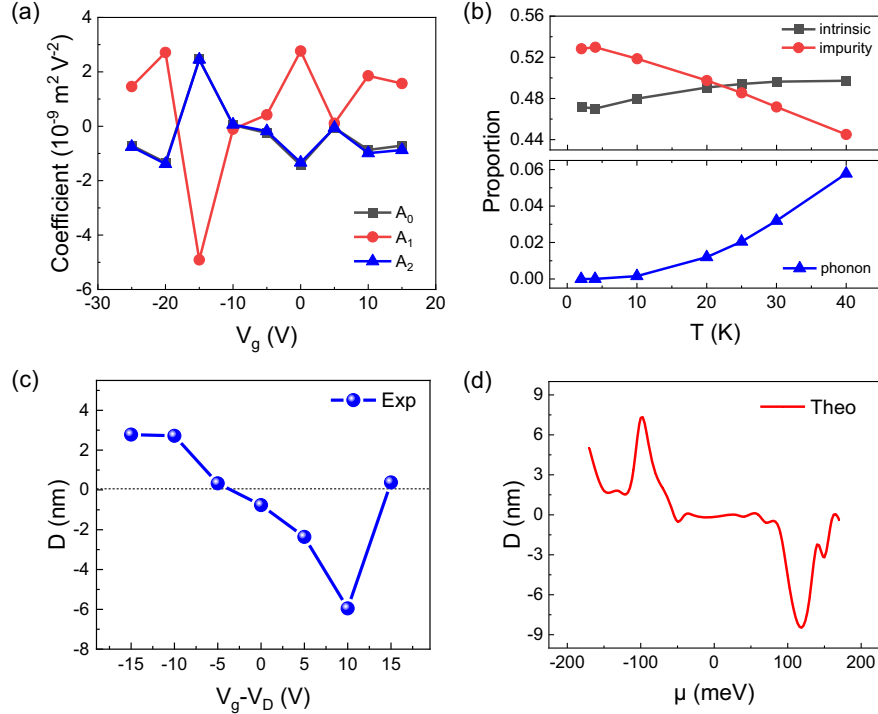 (a)
Coefficient (10⁻⁹ m² V⁻²)
4
2
0
-2
-4
-6
A₀
A₁
A₂
-30 -20 -10 0 10 20
V_g (V)
(b)
Proportion
0.56
0.52
0.48
0.44
intrinsic
impurity
0.06
0.04
0.02
0.00
phonon
0 10 20 30 40
T (K)
(c)
D (nm)
4
2
0
-2
-4
-6
-8
Exp
-15 -10 -5 0 5 10 15
V_g-V_D (V)
(d)
D (nm)
9
6
3
0
-3
-6
-9
Theo
-200 -100 0 100 200
μ (meV)